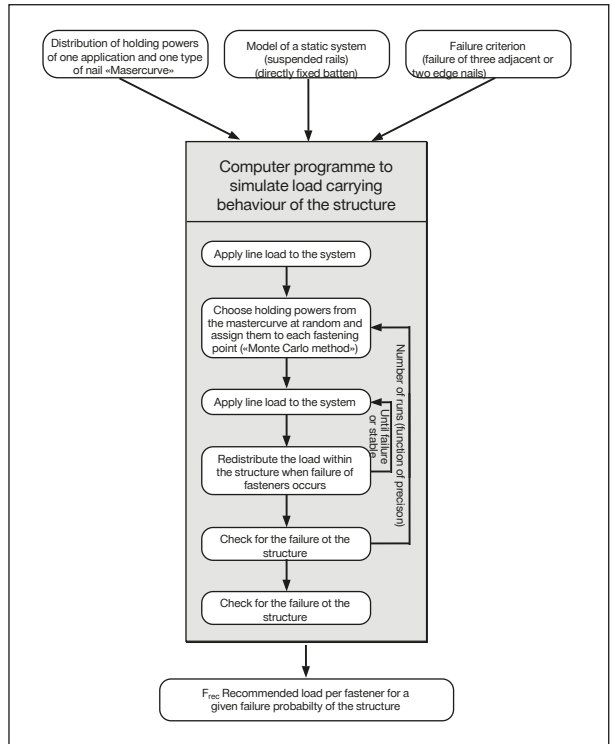 Distribution of holding powers
of one application and one type
of nail «Masercurve»
Model of a static system
(suspended rails)
(directly fixed batten)
Failure criterion
(failure of three adjacent or
two edge nails)
Computer programme to
simulate load carrying
behaviour of the structure
Apply line load to the system
Choose holding powers from
the mastercurve at random and
assign them to each fastening
point («Monte Carlo method»)
Apply line load to the system
Until failure
or stable
Number of runs (function of precison)
Redistribute the load within
the structure when failure of
fasteners occurs
Check for the failure ot the
structure
Check for the failure ot the
structure
Frec Recommended load per fastener for a
given failure probabilty of the structure